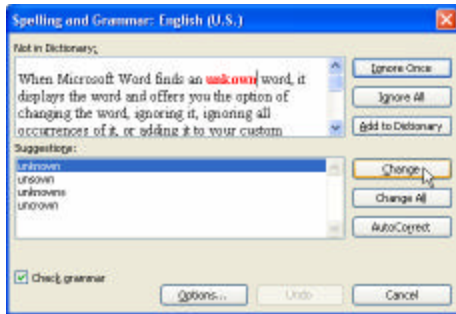 Spelling and Grammar: English (U.S.)
Not in Dictionary:
Ignore Once
When Microsoft Word finds an unkown word, it
displays the word and offers you the option of
Ignore All
changing the word, ignoring it, ignoring all
occurrences of it, or adding it to your custom
Add to Dictionary
Suggestions:
unknown
Change
unsown
unknowns
uncrown
Change All
AutoCorrect
Check grammar
Options...
Undo
Cancel